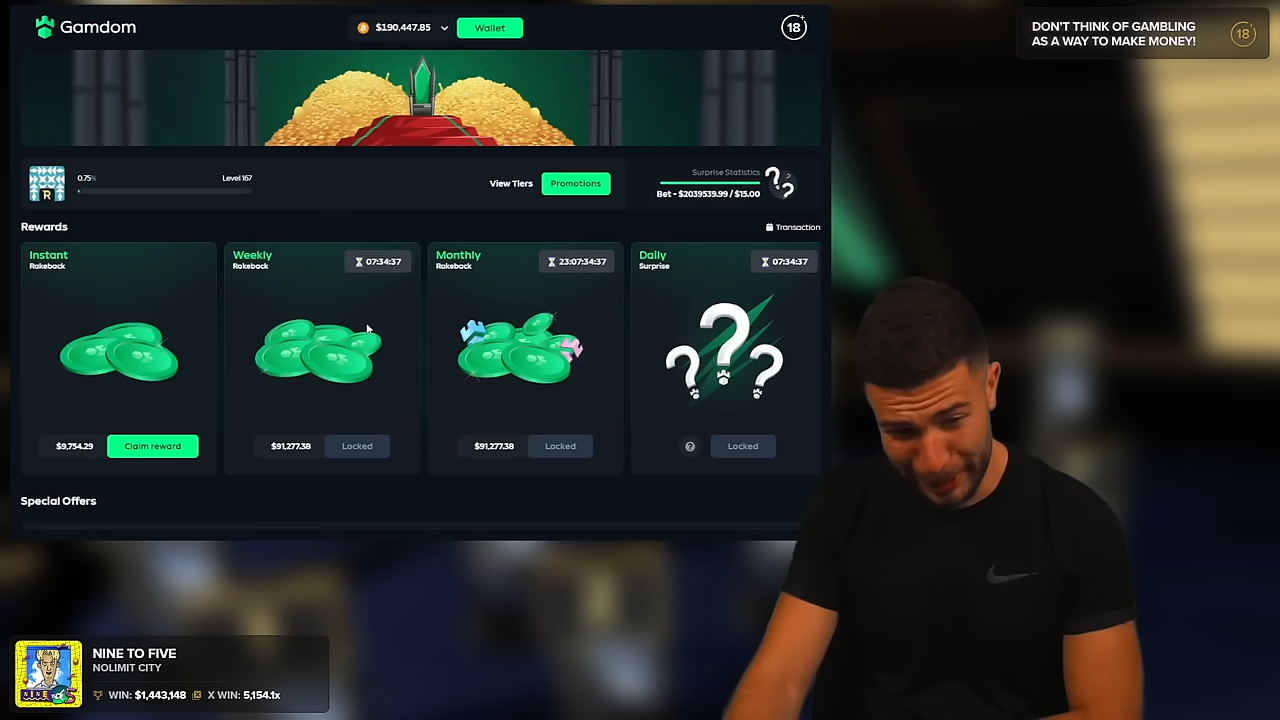 Gamdom
$190,447.85
Wallet
18+
DON'T THINK OF GAMBLING
AS A WAY TO MAKE MONEY!
18+
0.75%
Level 167
View Tiers
Promotions
Surprise Statistics
Bet - $2039539.99 / $15.00
R
Rewards
Transaction
Instant
Rakeback
Weekly
Rakeback
07:34:37
Monthly
Rakeback
23:07:34:37
Daily
Surprise
07:34:37
$9,754.29
Claim reward
$91,277.38
Locked
$91,277.38
Locked
Locked
Special Offers
NINE TO FIVE
NOLIMIT CITY
WIN: $1,443,148
X WIN: 5,154.1x